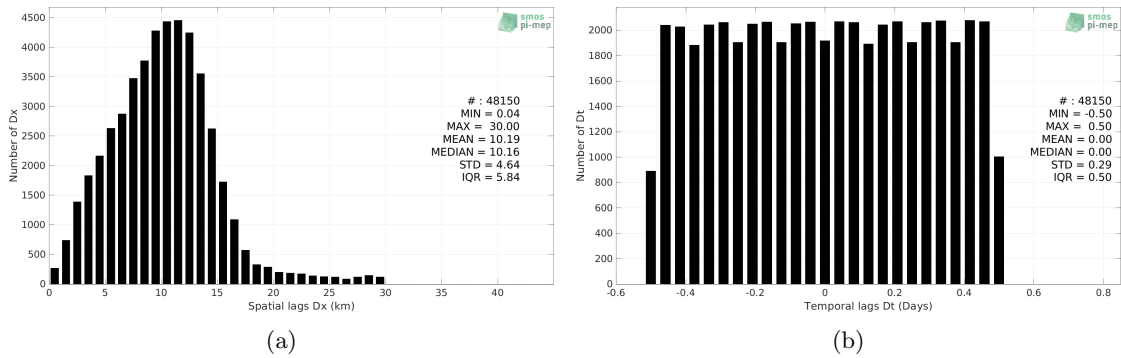 4500
4000
3500
3000
2500
2000
1500
1000
500
0
Number of Dx
smos
pi-mep
# : 48150
MIN = 0.04
MAX = 30.00
MEAN = 10.19
MEDIAN = 10.16
STD = 4.64
IQR = 5.84
0 5 10 15 20 25 30 35 40
Spatial lags Dx (km)
(a)
2000
1800
1600
1400
1200
1000
800
600
400
200
0
Number of Dt
smos
pi-mep
# : 48150
MIN = -0.50
MAX = 0.50
MEAN = 0.00
MEDIAN = 0.00
STD = 0.29
IQR = 0.50
-0.6 -0.4 -0.2 0 0.2 0.4 0.6 0.8
Temporal lags Dt (Days)
(b)